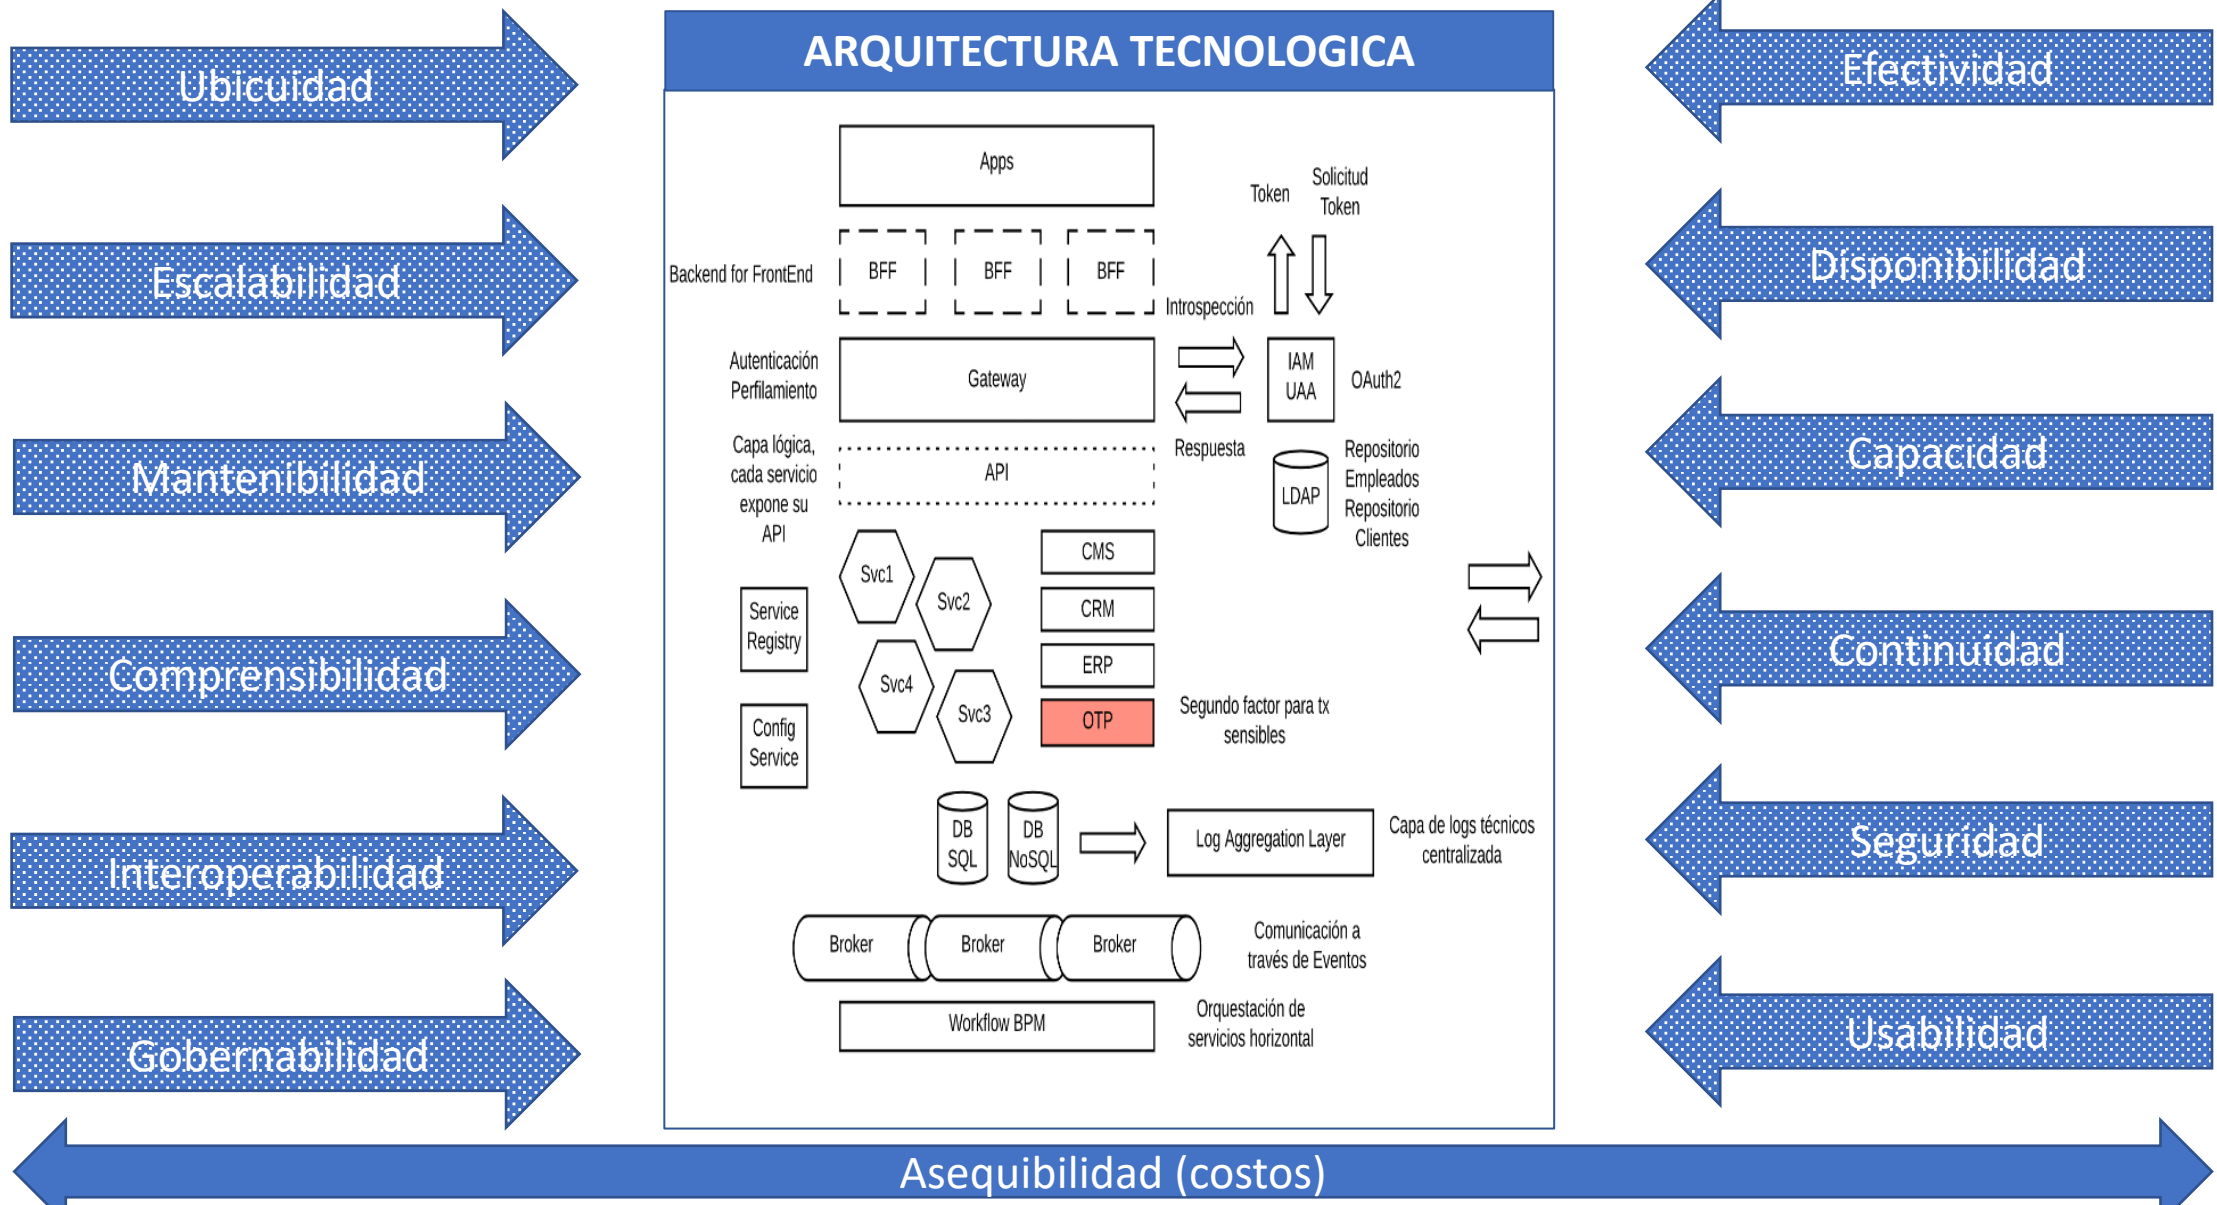 ARQUITECTURA TECNOLOGICA
Ubicuidad
Escalabilidad
Mantenibilidad
Comprensibilidad
Interoperabilidad
Gobernabilidad
Apps
Token
Solicitud
Token
Backend for FrontEnd
BFF
BFF
BFF
Introspección
Autenticación
Perfilamiento
Gateway
IAM
UAA
OAuth2
Respuesta
Capa lógica,
cada servicio
expone su
API
API
LDAP
Repositorio
Empleados
Repositorio
Clientes
Svc1
Svc2
Svc4
Svc3
CMS
CRM
ERP
OTP
Service
Registry
Config
Service
Segundo factor para tx
sensibles
DB
SQL
DB
NoSQL
Log Aggregation Layer
Capa de logs técnicos
centralizada
Broker
Broker
Broker
Comunicación a
través de Eventos
Workflow BPM
Orquestación de
servicios horizontal
Efectividad
Disponibilidad
Capacidad
Continuidad
Seguridad
Usabilidad
Asequibilidad (costos)